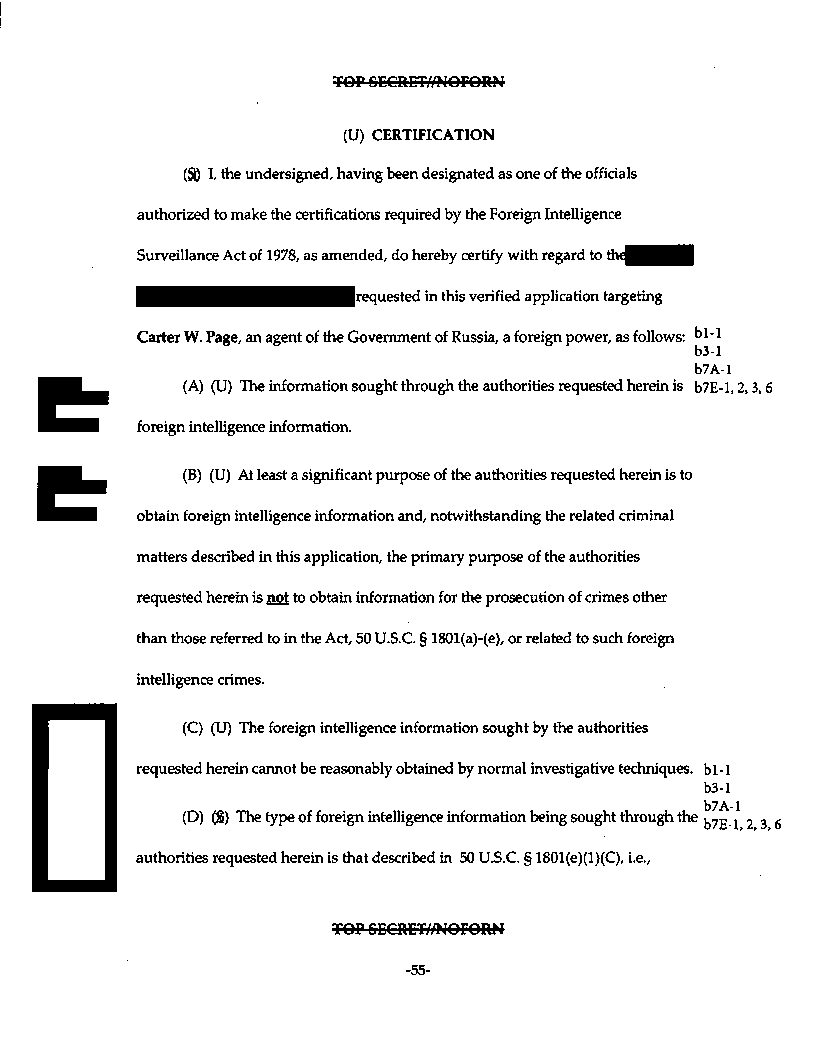 TOP SECRET//NOFORN
(U) CERTIFICATION
(S) I, the undersigned, having been designated as one of the officials
authorized to make the certifications required by the Foreign Intelligence
Surveillance Act of 1978, as amended, do hereby certify with regard to the
requested in this verified application targeting
Carter W. Page, an agent of the Government of Russia, a foreign power, as follows:
b1-1
b3-1
b7A-1
b7E-1, 2, 3, 6
(A) (U) The information sought through the authorities requested herein is
foreign intelligence information.
(B) (U) At least a significant purpose of the authorities requested herein is to
obtain foreign intelligence information and, notwithstanding the related criminal
matters described in this application, the primary purpose of the authorities
requested herein is not to obtain information for the prosecution of crimes other
than those referred to in the Act, 50 U.S.C. § 1801(a)-(e), or related to such foreign
intelligence crimes.
(C) (U) The foreign intelligence information sought by the authorities
requested herein cannot be reasonably obtained by normal investigative techniques.
b1-1
b3-1
b7A-1
b7E-1, 2, 3, 6
(D) (S) The type of foreign intelligence information being sought through the
authorities requested herein is that described in 50 U.S.C. § 1801(e)(1)(C), i.e.,
TOP SECRET//NOFORN
-55-